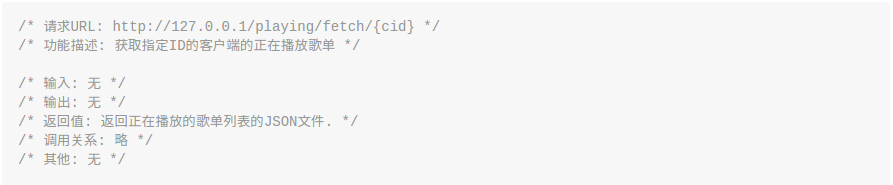 /* 请求URL: http://127.0.0.1/playing/fetch/{cid} */
/* 功能描述: 获取指定ID的客户端的正在播放歌单 */
/* 输入: 无 */
/* 输出: 无 */
/* 返回值: 返回正在播放的歌单列表的JSON文件. */
/* 调用关系: 略 */
/* 其他: 无 */